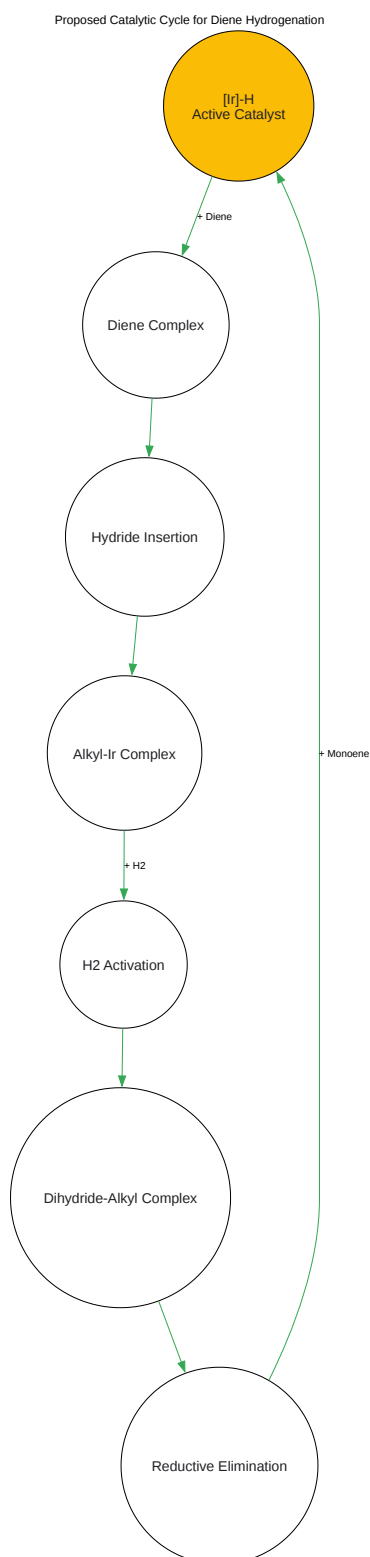 Proposed Catalytic Cycle for Diene Hydrogenation
[Ir]-H
Active Catalyst
+ Diene
Diene Complex
Hydride Insertion
Alkyl-Ir Complex
+ Monoene
+ H2
H2 Activation
Dihydride-Alkyl Complex
Reductive Elimination